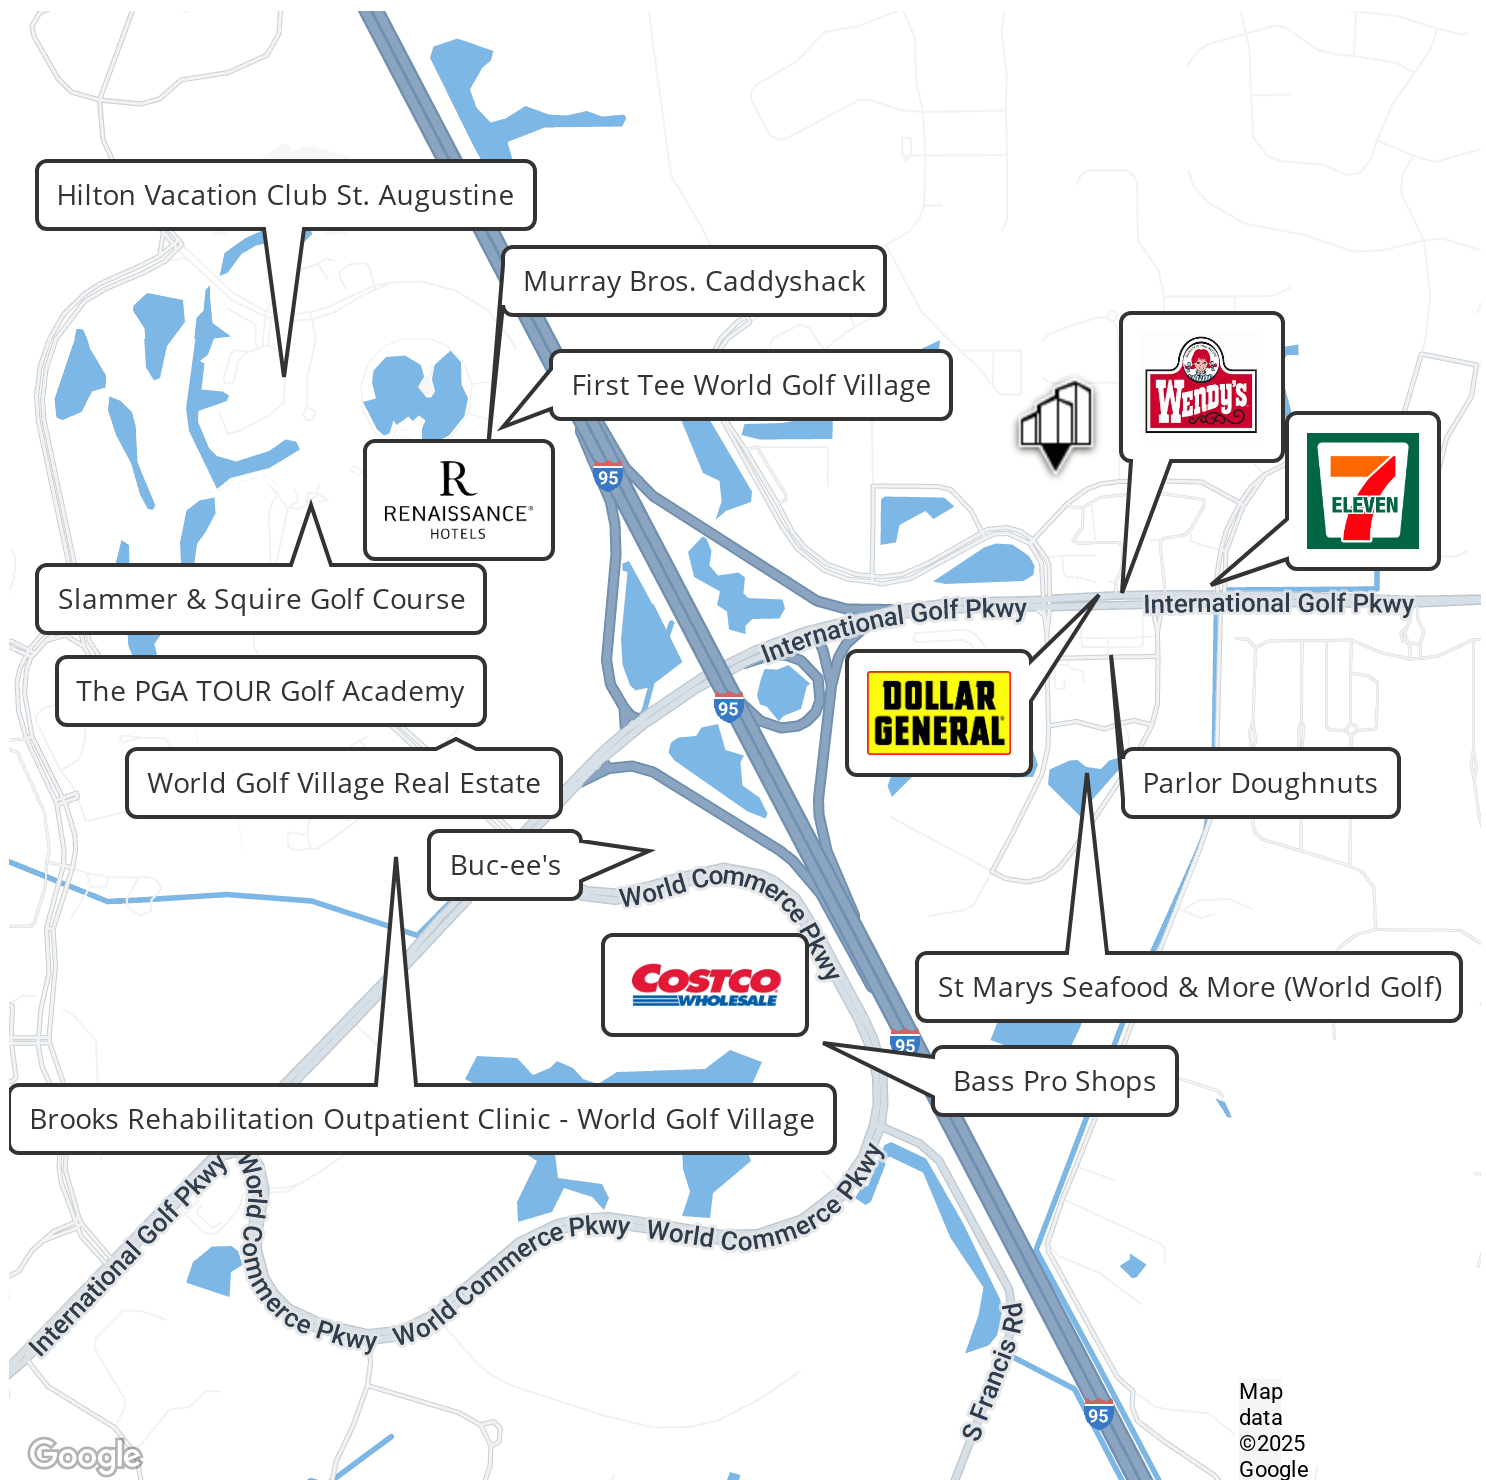 Hilton Vacation Club St. Augustine
Murray Bros. Caddyshack
First Tee World Golf Village
WENDY'S
7
ELEVEN
95
R
RENAISSANCE®
HOTELS
Slammer & Squire Golf Course
International Golf Pkwy
International Golf Pkwy
The PGA TOUR Golf Academy
95
DOLLAR
GENERAL
World Golf Village Real Estate
Parlor Doughnuts
Buc-ee's
World Commerce Pkwy
COSTCO
WHOLESALE
St Marys Seafood & More (World Golf)
95
Bass Pro Shops
Brooks Rehabilitation Outpatient Clinic - World Golf Village
International Golf Pkwy
World Commerce Pkwy
World Commerce Pkwy
World Commerce Pkwy
S Francis Rd
95
Google
Map
data
©2025
Google